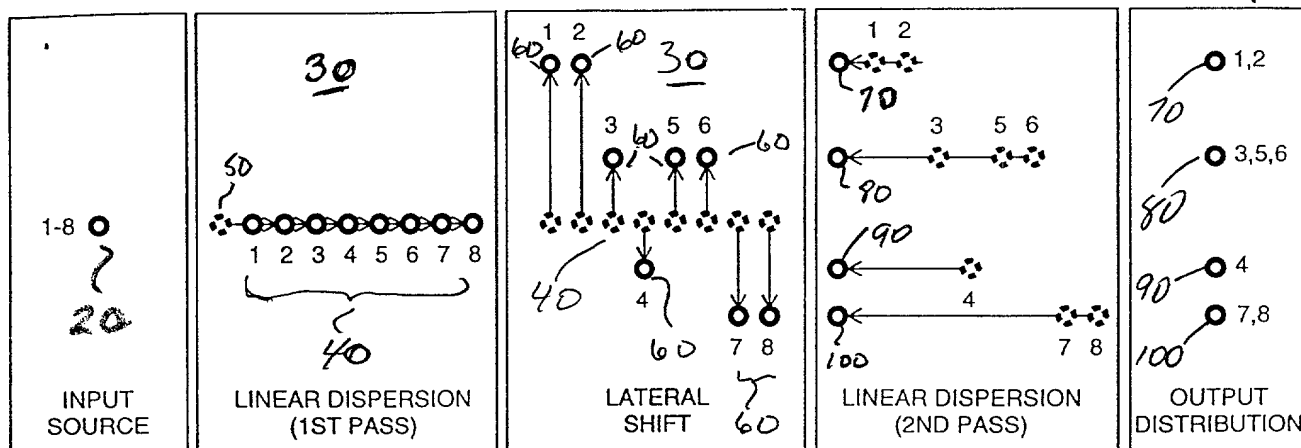 1-8
20
INPUT
SOURCE
30
50
1 2 3 4 5 6 7 8
40
LINEAR DISPERSION
(1ST PASS)
1 2
60 60
30
3 5 6
60 60
40
4
60
7 8
60
LATERAL
SHIFT
1 2
70
3 5 6
80
90
4
100
7 8
LINEAR DISPERSION
(2ND PASS)
1,2
70
3,5,6
80
4
90
7,8
100
OUTPUT
DISTRIBUTION